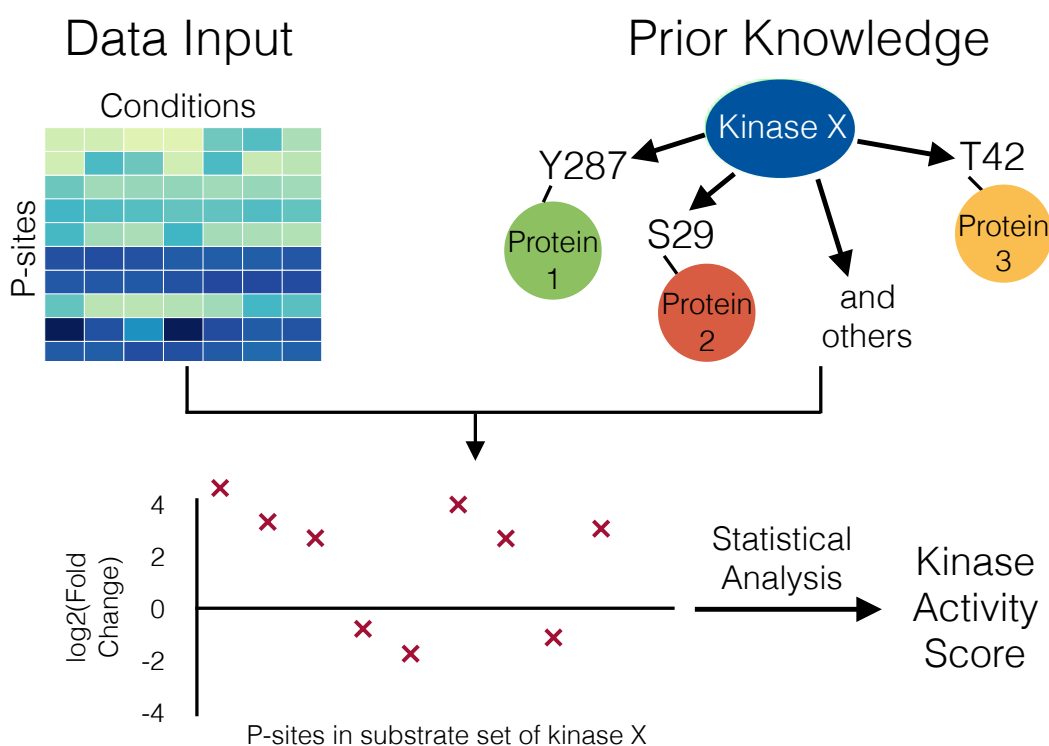 Data Input
Prior Knowledge
Conditions
P-sites
Kinase X
Y287
T42
S29
Protein
1
Protein
2
Protein
3
and
others
log2(Fold
Change)
4
2
0
-2
-4
P-sites in substrate set of kinase X
Statistical
Analysis
Kinase
Activity
Score